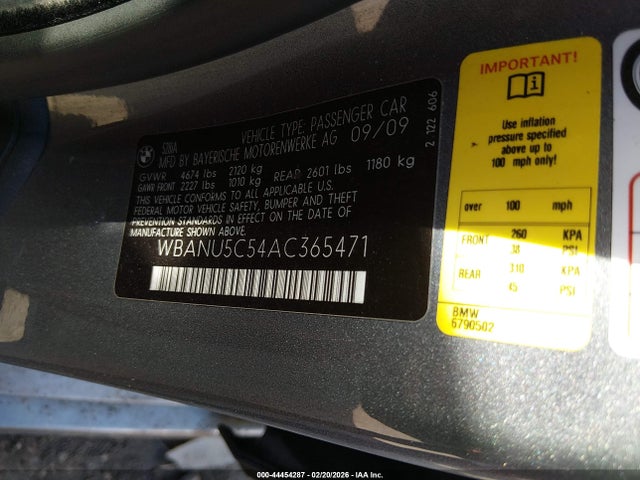 528iA
VEHICLE TYPE: PASSENGER CAR
MFD BY BAYERISCHE MOTORENWERKE AG 09/09
GVWR 4674 lbs 2120 kg
GAWR FRONT 2227 lbs 1010 kg REAR 2601 lbs 1180 kg
THIS VEHICLE CONFORMS TO ALL APPLICABLE U.S.
FEDERAL MOTOR VEHICLE SAFETY, BUMPER AND THEFT
PREVENTION STANDARDS IN EFFECT ON THE DATE OF
MANUFACTURE SHOWN ABOVE.
WBANU5C54AC365471
2 122 606
IMPORTANT!
Use inflation
pressure specified
above up to
100 mph only!
over 100 mph
FRONT 260 KPA
38 PSI
REAR 310 KPA
45 PSI
BMW
6790502
000-44454287 - 02/20/2026 - IAA Inc.